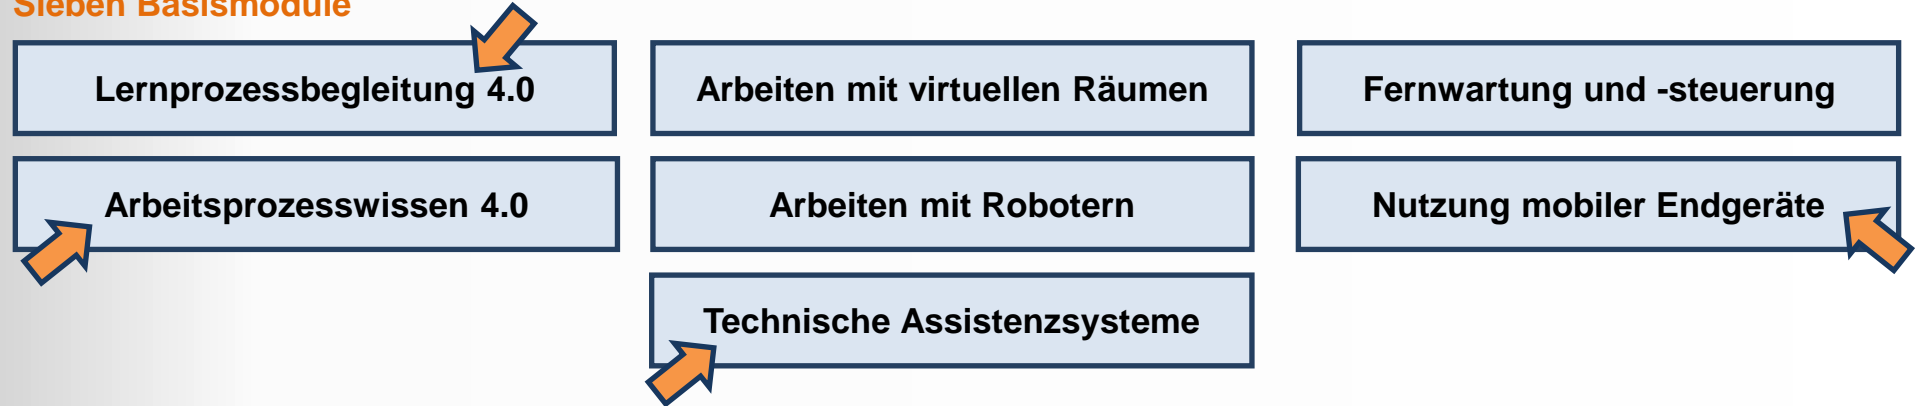 Sieben Basismodule
Lernprozessbegleitung 4.0
Arbeiten mit virtuellen Räumen
Fernwartung und -steuerung
Arbeitsprozesswissen 4.0
Arbeiten mit Robotern
Nutzung mobiler Endgeräte
Technische Assistenzsysteme